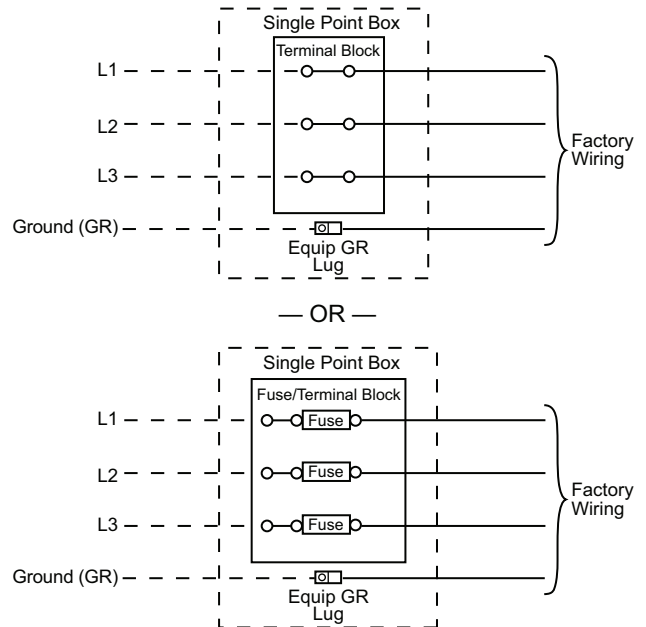 Single Point Box
Terminal Block
L1
L2
L3
Factory
Wiring
Ground (GR)
Equip GR
Lug
— OR —
Single Point Box
Fuse/Terminal Block
L1
Fuse
L2
Fuse
L3
Fuse
Factory
Wiring
Ground (GR)
Equip GR
Lug